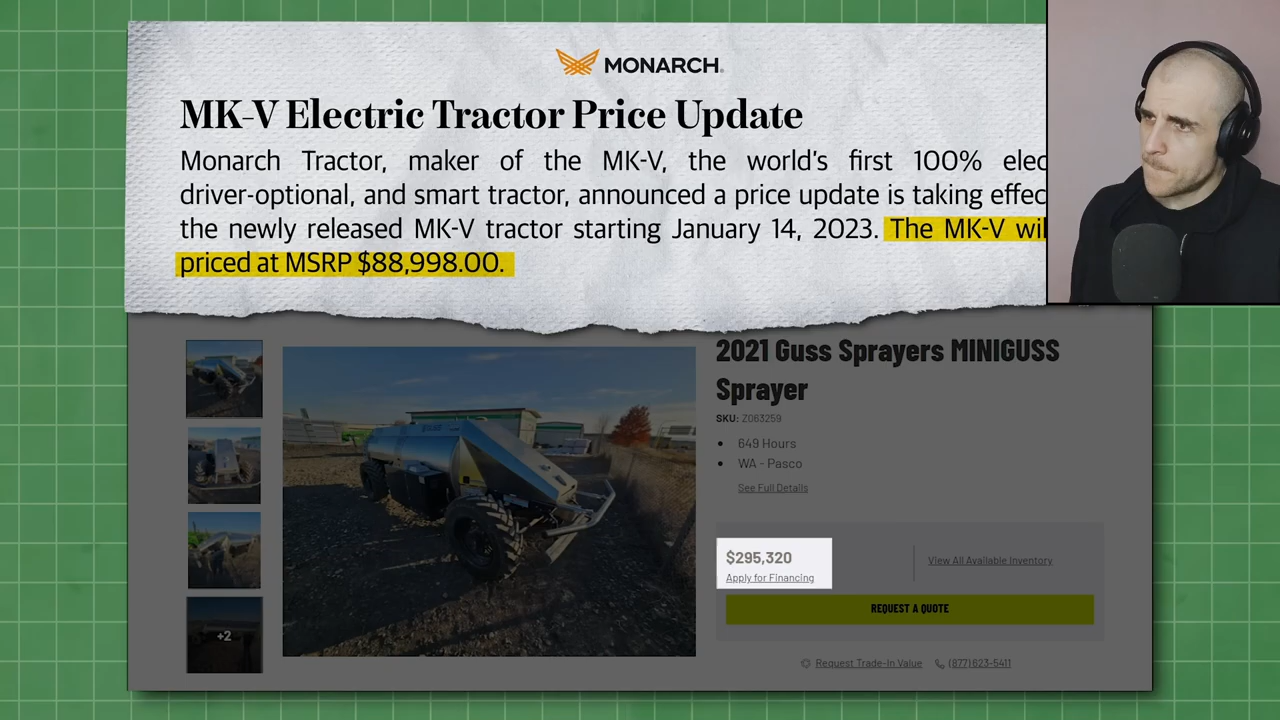 MONARCH
MK-V Electric Tractor Price Update
Monarch Tractor, maker of the MK-V, the world's first 100% elec
driver-optional, and smart tractor, announced a price update is taking effec
the newly released MK-V tractor starting January 14, 2023. The MK-V wil
priced at MSRP $88,998.00.
2021 Guss Sprayers MINIGUSS
Sprayer
SKU: Z063259
649 Hours
WA - Pasco
See Full Details
$295,320
Apply for Financing
View All Available Inventory
REQUEST A QUOTE
+2
Request Trade-In Value
(877) 623-5411